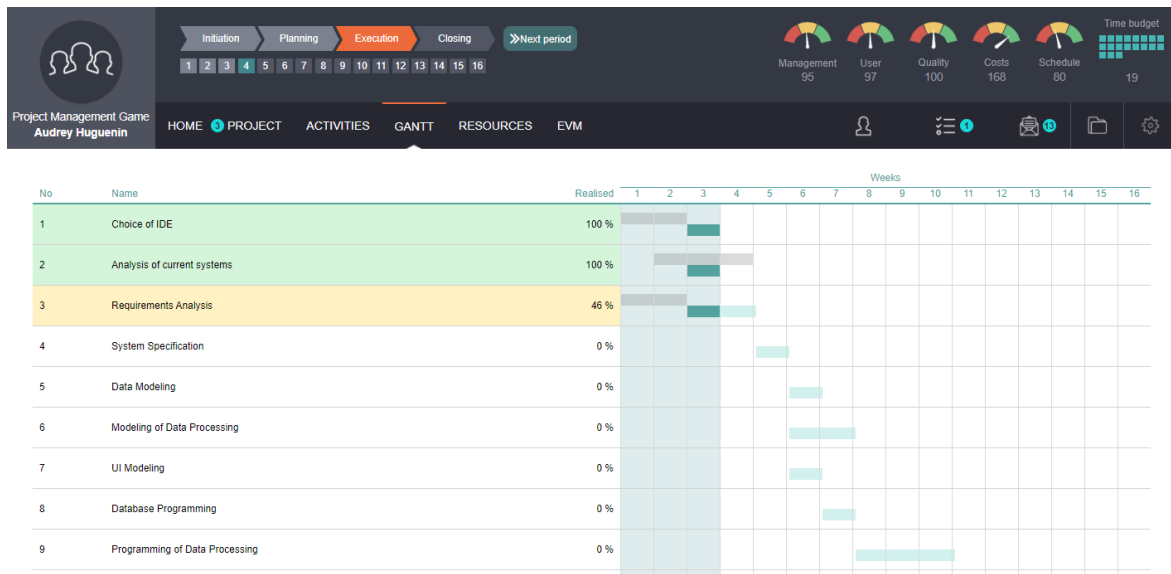 Initiation Planning Execution Closing Next period
1 2 3 4 5 6 7 8 9 10 11 12 13 14 15 16
Management User Quality Costs Schedule Time budget
95 97 100 168 80 19
Project Management Game
Audrey Huguenin
HOME 3 PROJECT ACTIVITIES GANTT RESOURCES EVM 1 13
Weeks
No Name Realised 1 2 3 4 5 6 7 8 9 10 11 12 13 14 15 16
1 Choice of IDE 100 %
2 Analysis of current systems 100 %
3 Requirements Analysis 46 %
4 System Specification 0 %
5 Data Modeling 0 %
6 Modeling of Data Processing 0 %
7 UI Modeling 0 %
8 Database Programming 0 %
9 Programming of Data Processing 0 %